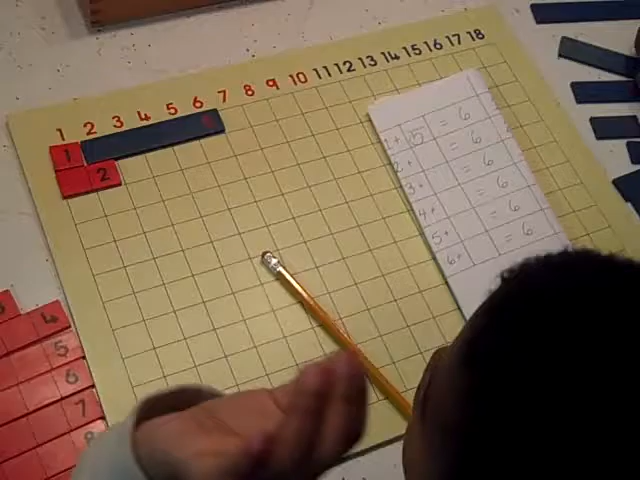 1 2 3 4 5 6 7 8 9 10 11 12 13 14 15 16 17 18
1
2
1+ 5 = 6
2+ = 6
3+ = 6
4+ = 6
5+ = 6
6+ = 6
4
5
6
7